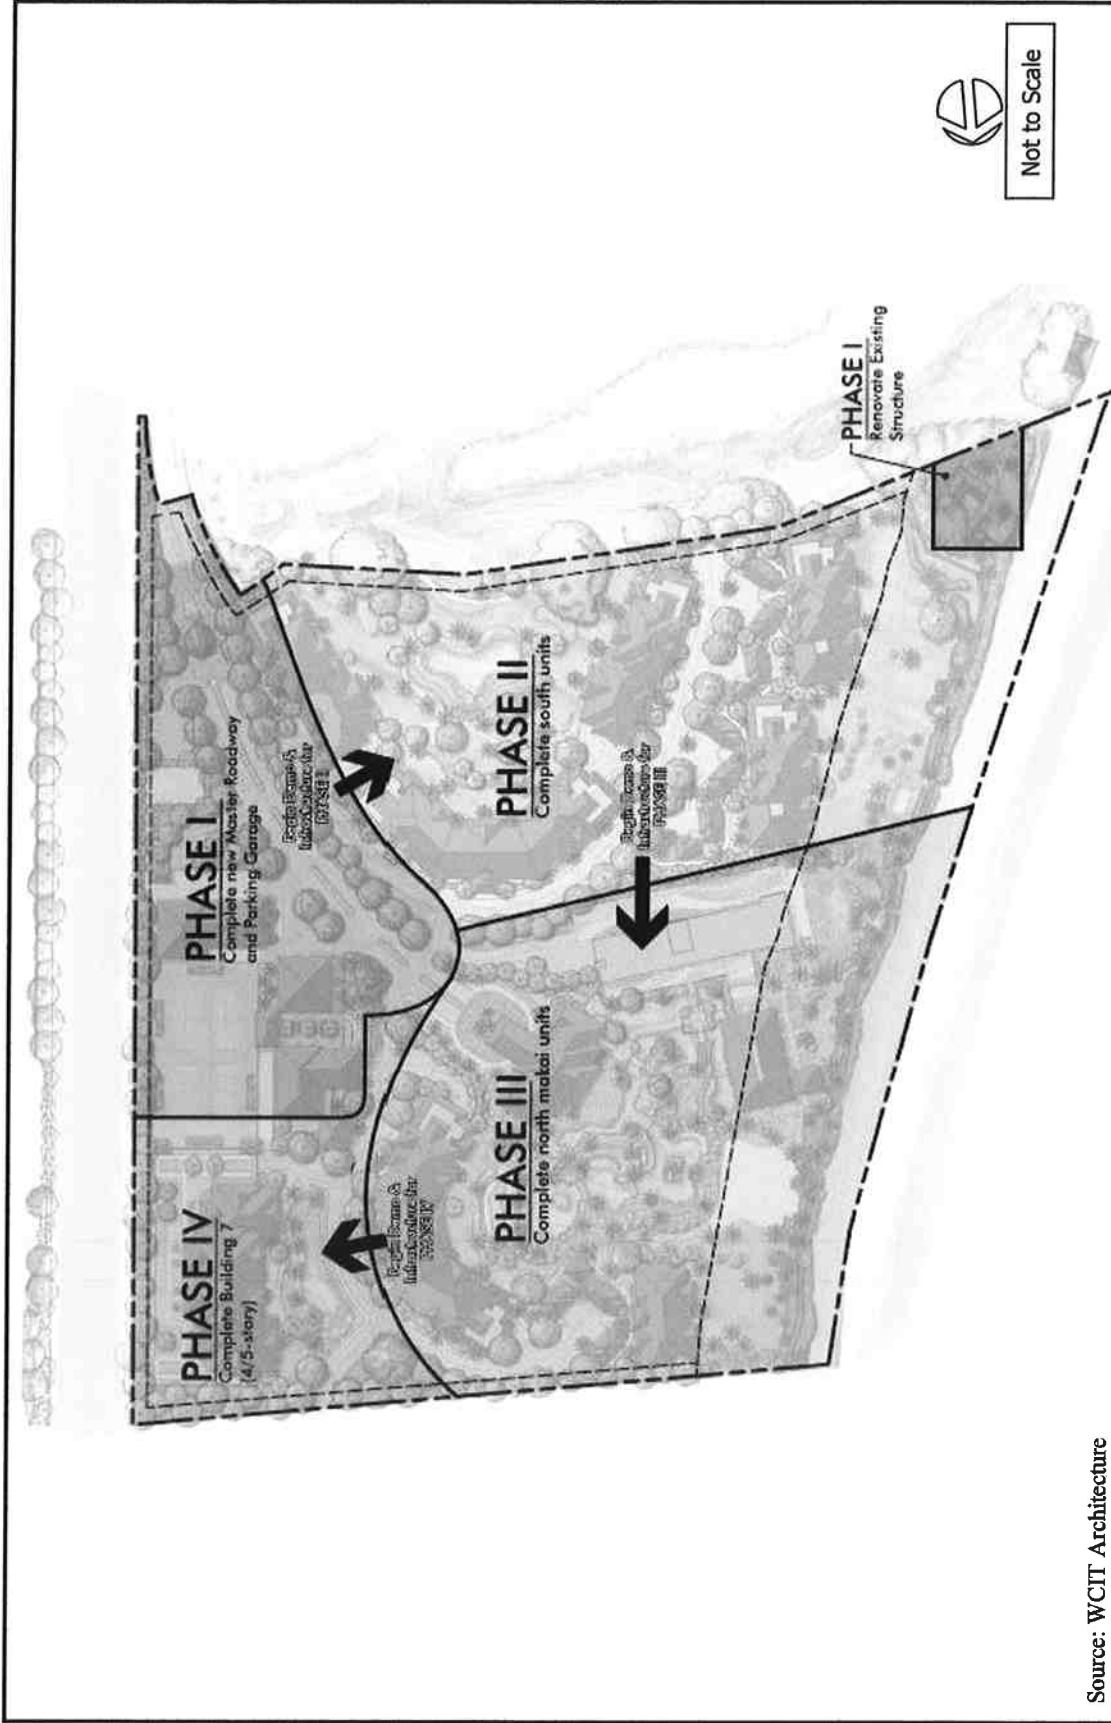 PHASE IV
Complete Building 7
(4/5-story)
PHASE I
Complete new Master Roadway
and Parking Garage
PHASE III
Complete north makai units
PHASE II
Complete south units
PHASE I
Renovate Existing
Structure
Not to Scale
Source: WCIT Architecture